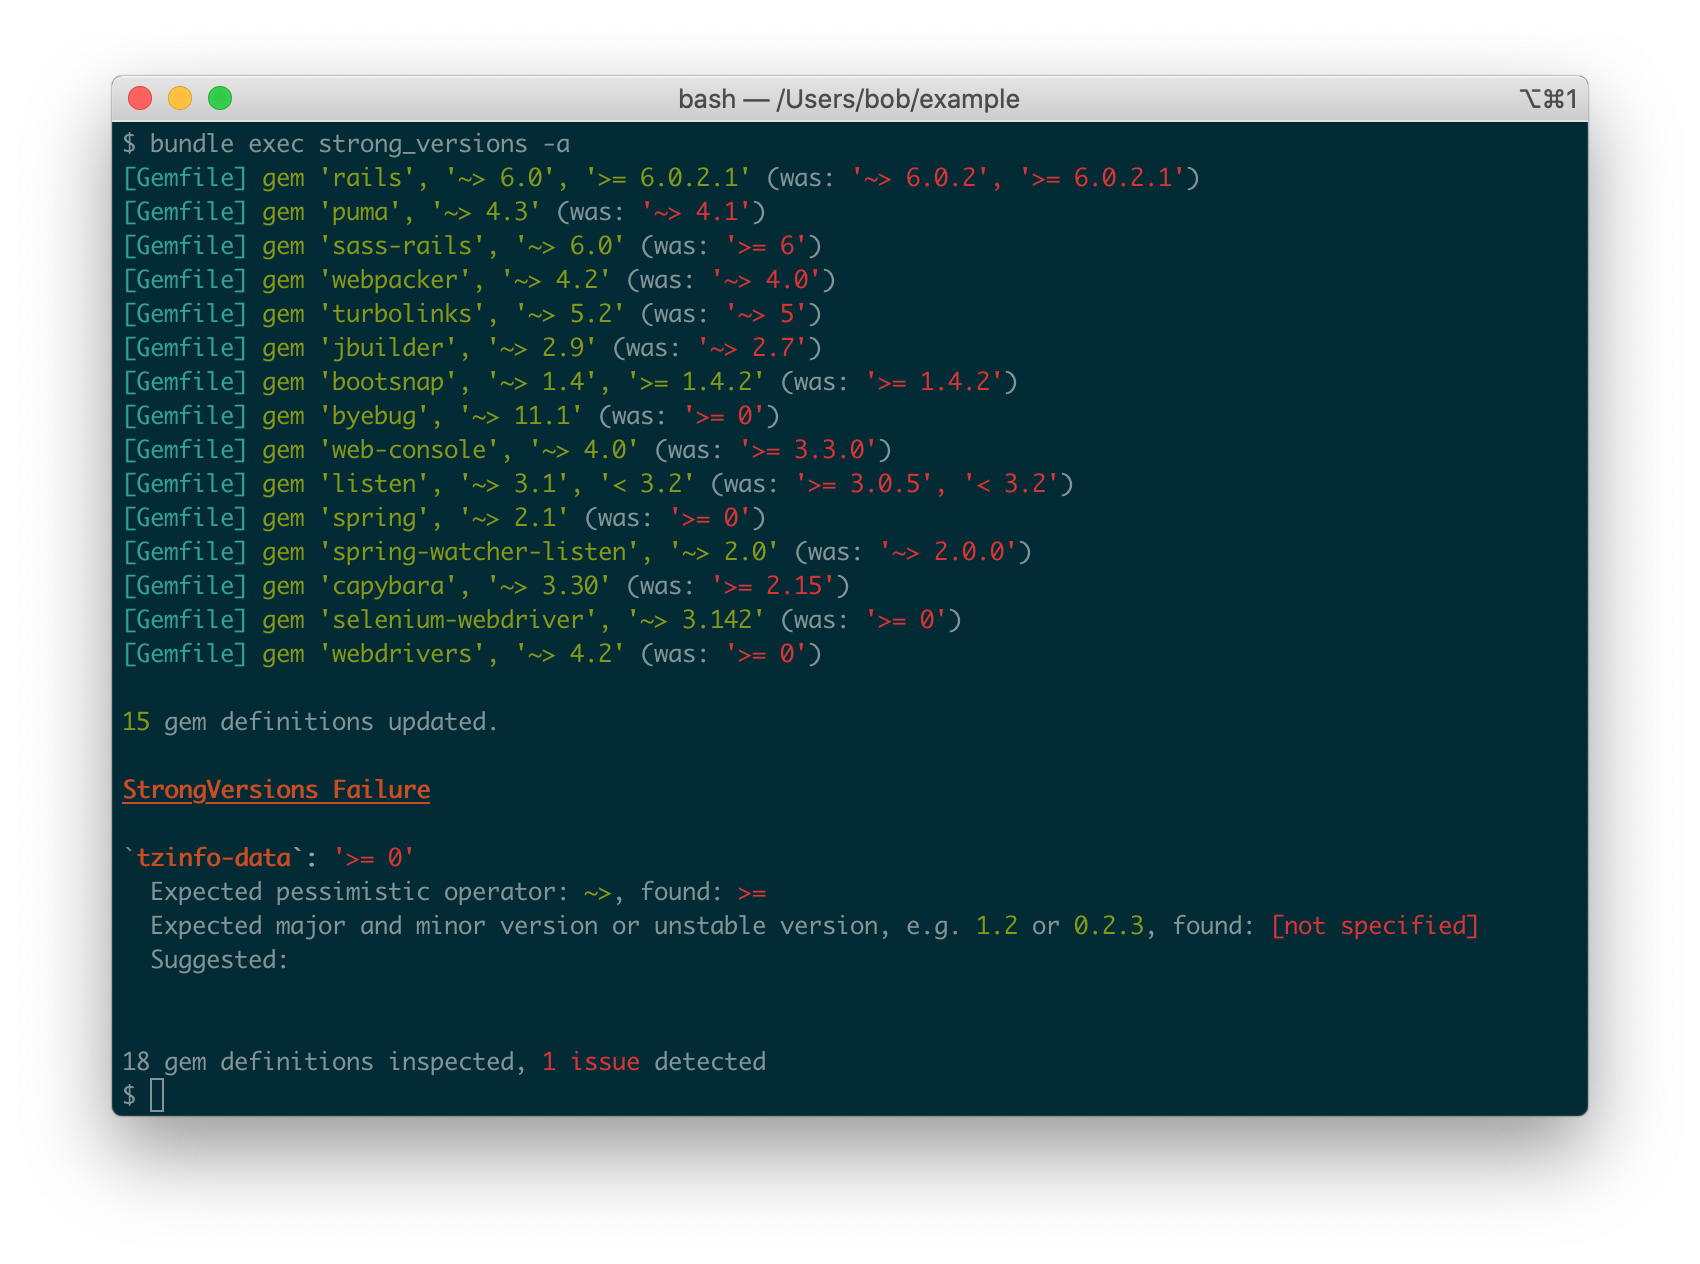 bash — /Users/bob/example
⌥⌘1
$ bundle exec strong_versions -a
[Gemfile] gem 'rails', '~> 6.0', '>= 6.0.2.1' (was: '~> 6.0.2', '>= 6.0.2.1')
[Gemfile] gem 'puma', '~> 4.3' (was: '~> 4.1')
[Gemfile] gem 'sass-rails', '~> 6.0' (was: '>= 6')
[Gemfile] gem 'webpacker', '~> 4.2' (was: '~> 4.0')
[Gemfile] gem 'turbolinks', '~> 5.2' (was: '~> 5')
[Gemfile] gem 'jbuilder', '~> 2.9' (was: '~> 2.7')
[Gemfile] gem 'bootsnap', '~> 1.4', '>= 1.4.2' (was: '>= 1.4.2')
[Gemfile] gem 'byebug', '~> 11.1' (was: '>= 0')
[Gemfile] gem 'web-console', '~> 4.0' (was: '>= 3.3.0')
[Gemfile] gem 'listen', '~> 3.1', '< 3.2' (was: '>= 3.0.5', '< 3.2')
[Gemfile] gem 'spring', '~> 2.1' (was: '>= 0')
[Gemfile] gem 'spring-watcher-listen', '~> 2.0' (was: '~> 2.0.0')
[Gemfile] gem 'capybara', '~> 3.30' (was: '>= 2.15')
[Gemfile] gem 'selenium-webdriver', '~> 3.142' (was: '>= 0')
[Gemfile] gem 'webdrivers', '~> 4.2' (was: '>= 0')
15 gem definitions updated.
StrongVersions Failure
`tzinfo-data`: '>= 0'
Expected pessimistic operator: ~>, found: >=
Expected major and minor version or unstable version, e.g. 1.2 or 0.2.3, found: [not specified]
Suggested:
18 gem definitions inspected, 1 issue detected
$